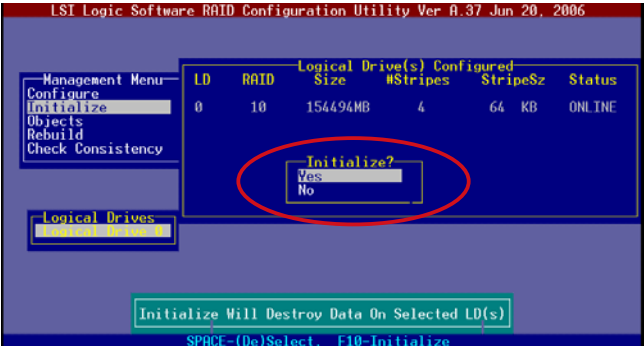 LSI Logic Software RAID Configuration Utility Ver A.37 Jun 20, 2006
Logical Drive(s) Configured
LD RAID Size #Stripes StripeSz Status
0 10 154494MB 4 64 KB ONLINE
Management Menu
Configure
Initialize
Objects
Rebuild
Check Consistency
Initialize?
Yes
No
Logical Drives
Logical Drive 0
Initialize Will Destroy Data On Selected LD(s)
SPACE-(De)Select, F10-Initialize